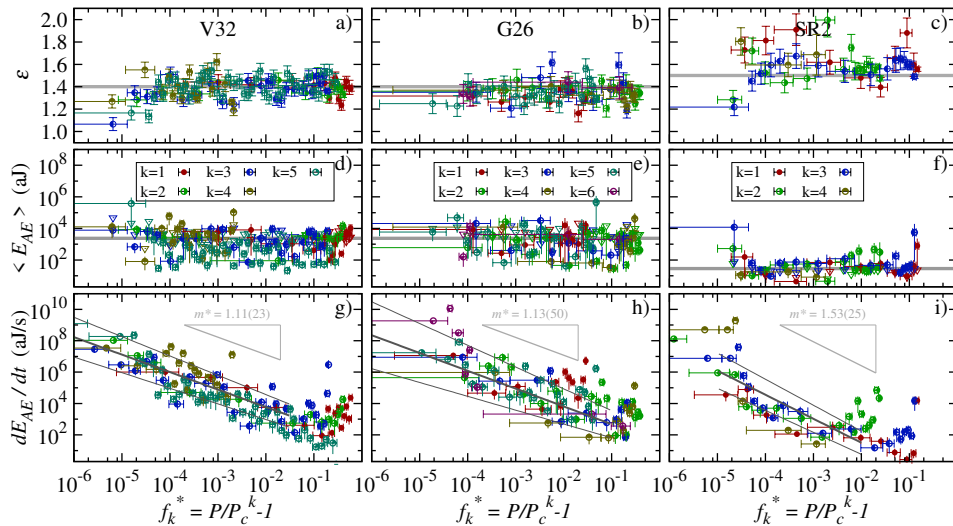 V32 a)
G26 b)
SR2 c)
ε
2.0
1.8
1.6
1.4
1.2
1.0
d)
e)
f)
k=1 k=3 k=5
k=2 k=4
k=1 k=3 k=5
k=2 k=4 k=6
k=1 k=3
k=2 k=4
< E_AE > (aJ)
10^8
10^6
10^4
10^2
g)
h)
i)
m* = 1.11(23)
m* = 1.13(50)
m* = 1.53(25)
dE_AE / dt (aJ/s)
10^10
10^8
10^6
10^4
10^2
10^-6 10^-5 10^-4 10^-3 10^-2 10^-1
10^-6 10^-5 10^-4 10^-3 10^-2 10^-1
10^-6 10^-5 10^-4 10^-3 10^-2 10^-1 10^0
f_k^* = P/P_c^k-1
f_k^* = P/P_c^k-1
f_k^* = P/P_c^k-1